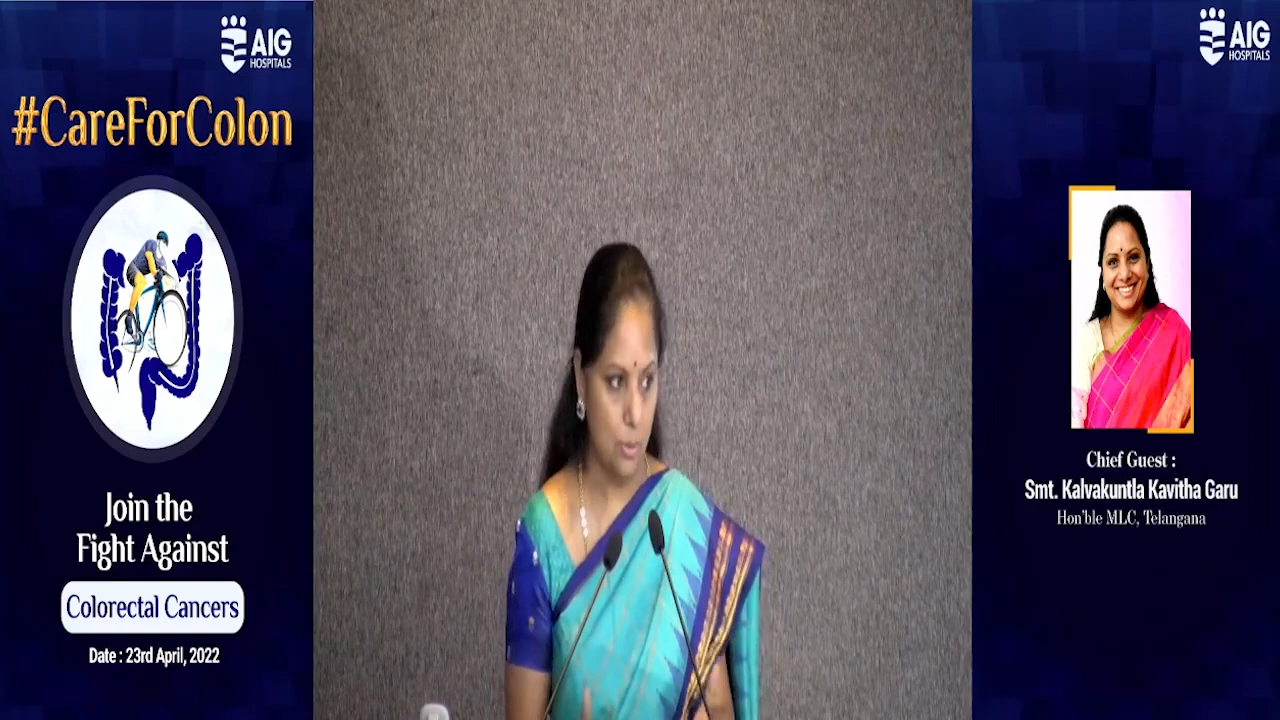 AIG
HOSPITALS
#CareForColon
Join the
Fight Against
Colorectal Cancers
Date : 23rd April, 2022
AIG
HOSPITALS
Chief Guest :
Smt. Kalvakuntla Kavitha Garu
Hon'ble MLC, Telangana